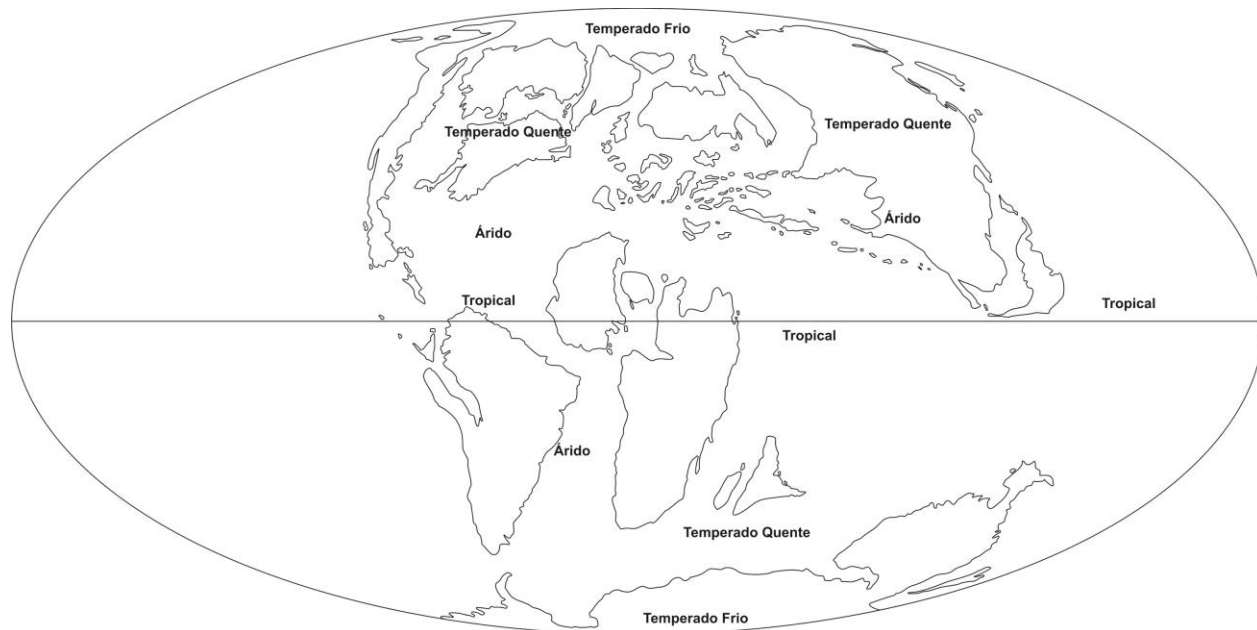 Temperado Frio
Temperado Quente
Temperado Quente
Árido
Árido
Tropical
Tropical
Tropical
Árido
Temperado Quente
Temperado Frio